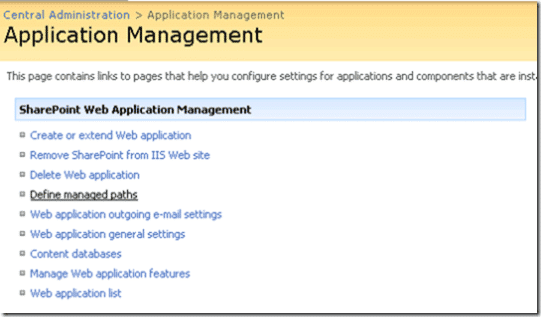 Central Administration > Application Management
Application Management
This page contains links to pages that help you configure settings for applications and components that are
SharePoint Web Application Management
Create or extend Web application
Remove SharePoint from IIS Web site
Delete Web application
Define managed paths
Web application outgoing e-mail settings
Web application general settings
Content databases
Manage Web application features
Web application list